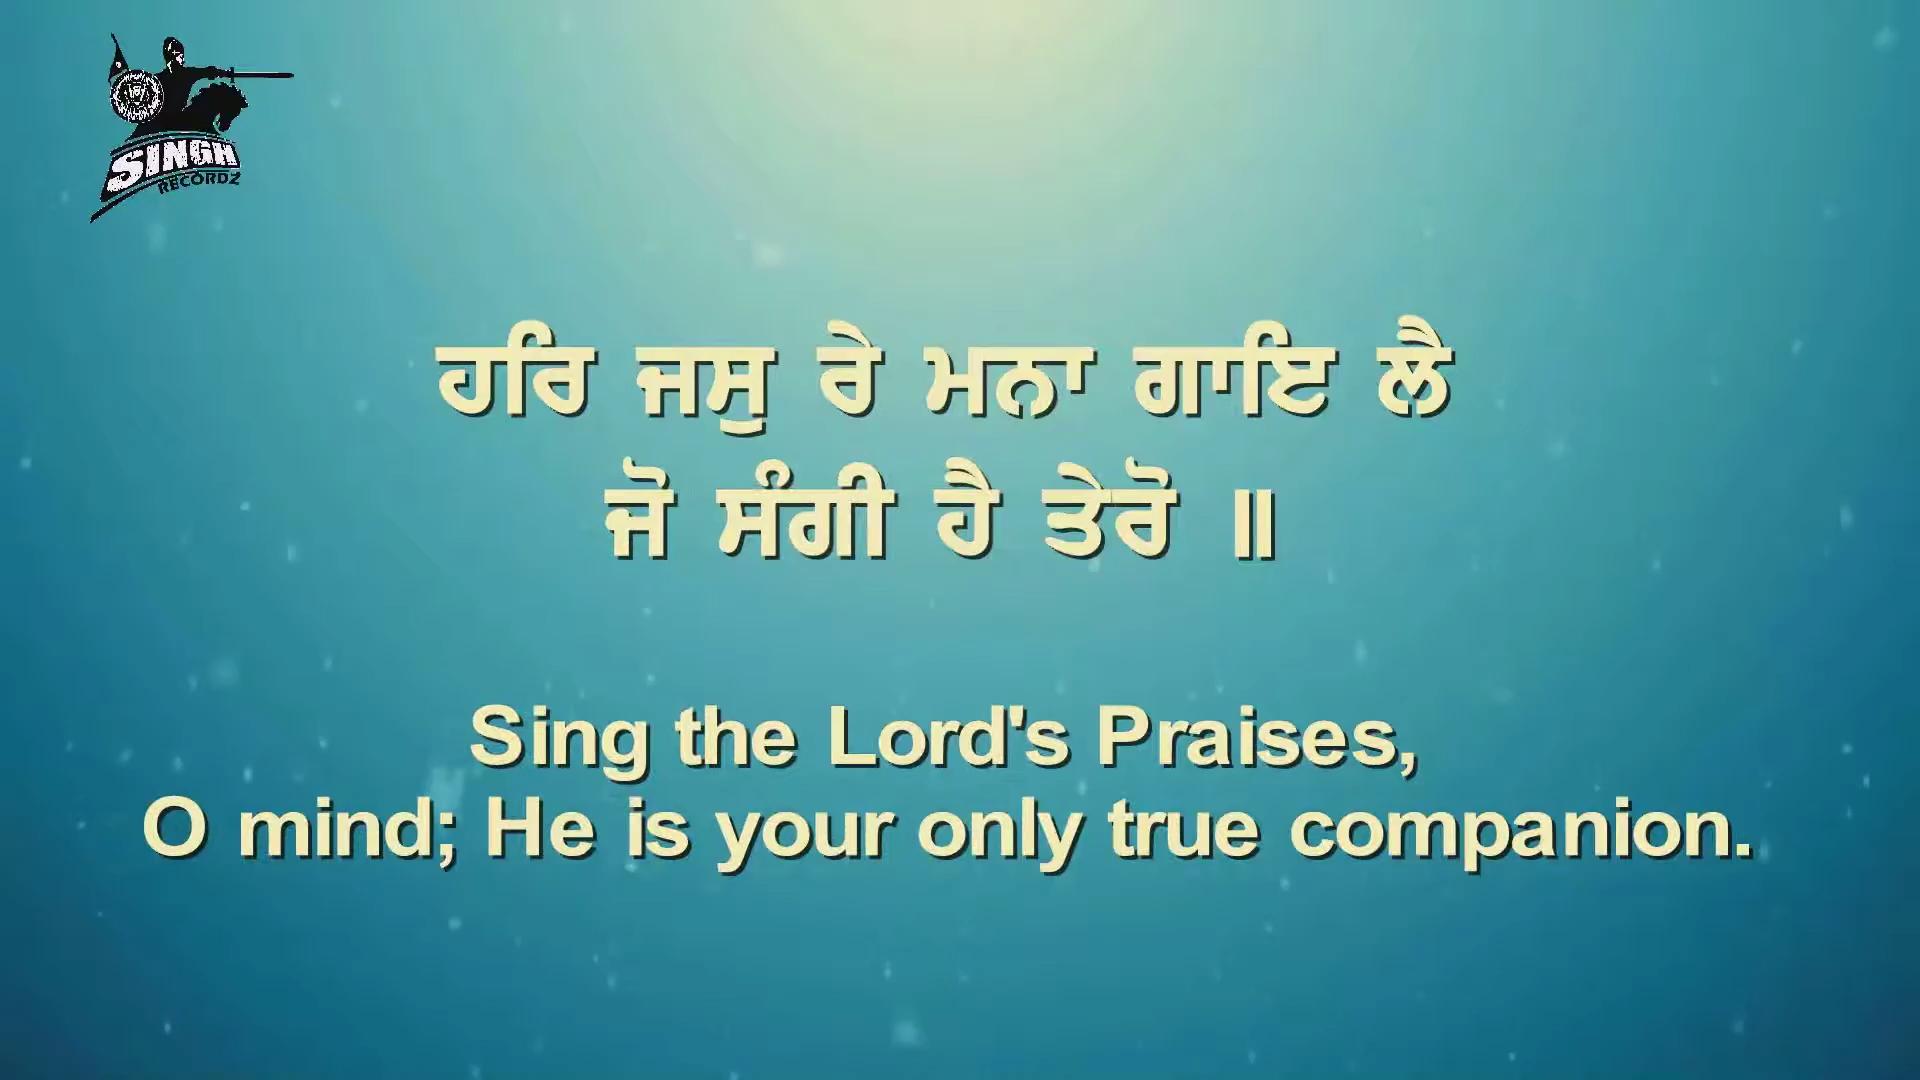 SINGH
RECORDZ
ਹਰਿ ਜਸੁ ਰੇ ਮਨਾ ਗਾਇ ਲੈ
ਜੋ ਸੰਗੀ ਹੈ ਤੇਰੋ ॥
Sing the Lord's Praises,
O mind; He is your only true companion.